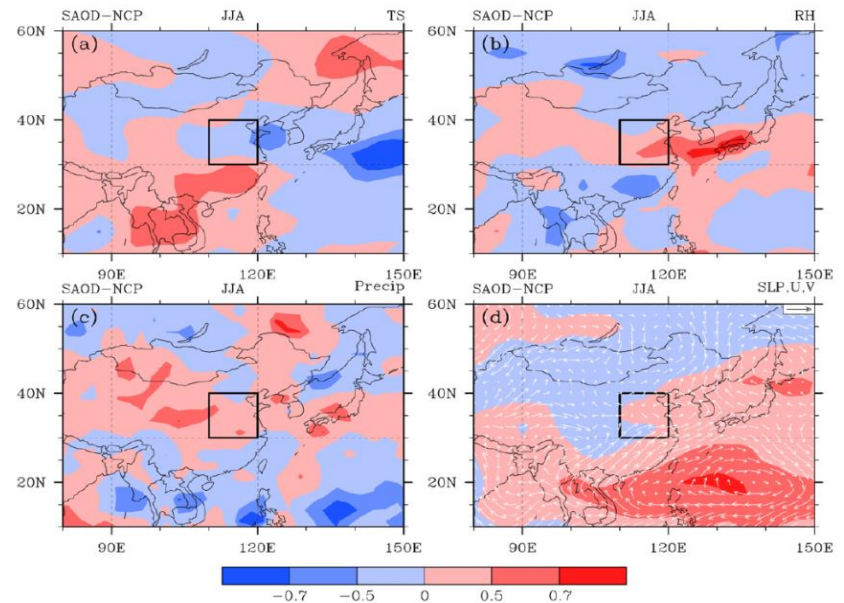 SAOD-NCP JJA TS
(a)
60N
40N
20N
90E 120E 150E
SAOD-NCP JJA RH
(b)
60N
40N
20N
90E 120E 150E
SAOD-NCP JJA Precip
(c)
60N
40N
20N
90E 120E 150E
SAOD-NCP JJA SLP,U,V
(d)
60N
40N
20N
90E 120E 150E
−0.7 −0.5 0 0.5 0.7